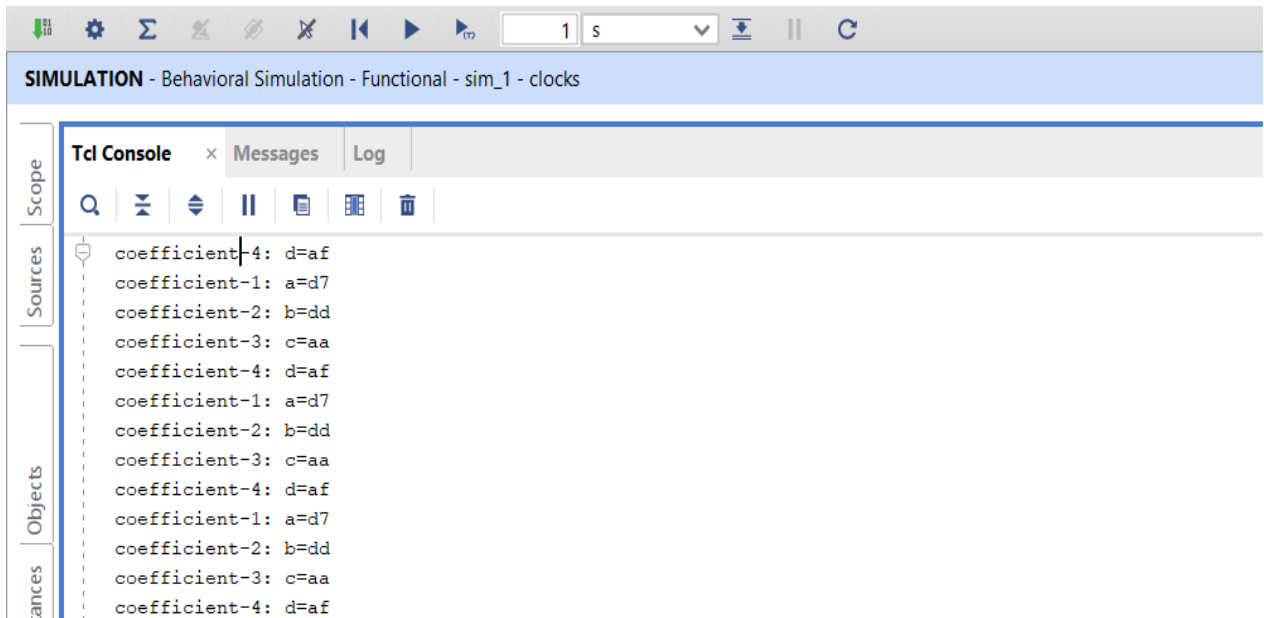 1 s
SIMULATION - Behavioral Simulation - Functional - sim_1 - clocks
Tcl Console × Messages Log
Scope
Sources
Objects
coefficient-4: d=af
coefficient-1: a=d7
coefficient-2: b=dd
coefficient-3: c=aa
coefficient-4: d=af
coefficient-1: a=d7
coefficient-2: b=dd
coefficient-3: c=aa
coefficient-4: d=af
coefficient-1: a=d7
coefficient-2: b=dd
coefficient-3: c=aa
coefficient-4: d=af